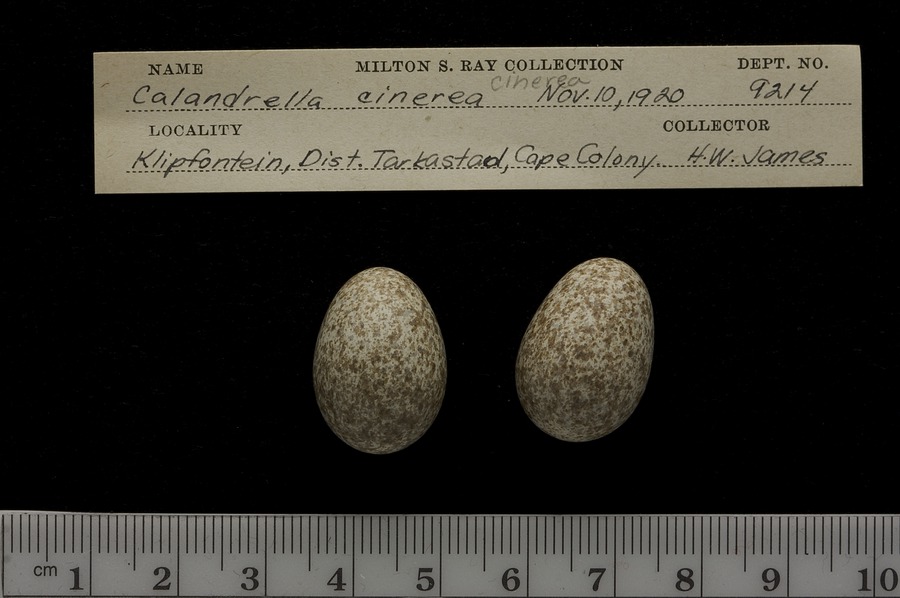 NAME MILTON S. RAY COLLECTION DEPT. NO.
cinerea
Calandrella cinerea Nov. 10, 1920 9214
LOCALITY COLLECTOR
Klipfontein, Dist. Tarkastad, Cape Colony. H.W. James
cm 1 2 3 4 5 6 7 8 9 10